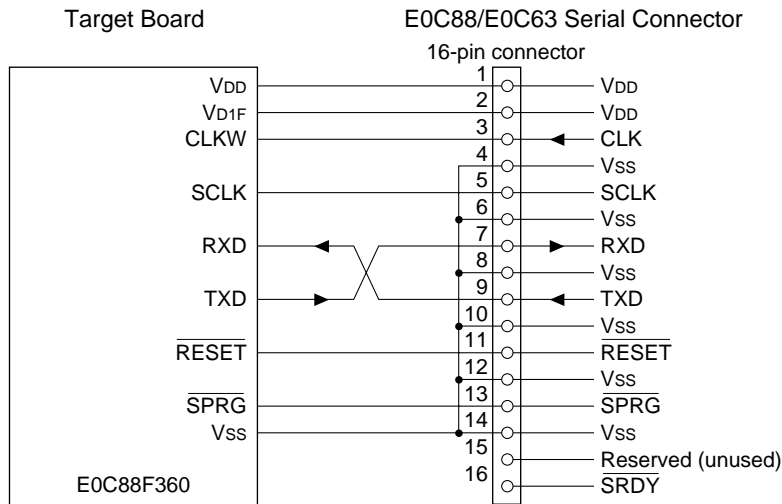 Target Board E0C88/E0C63 Serial Connector
16-pin connector
VDD 1 VDD
VD1F 2 VDD
CLKW 3 CLK
4 VSS
SCLK 5 SCLK
6 VSS
RXD 7 RXD
8 VSS
TXD 9 TXD
10 VSS
RESET 11 RESET
12 VSS
SPRG 13 SPRG
VSS 14 VSS
15 Reserved (unused)
E0C88F360 16 SRDY